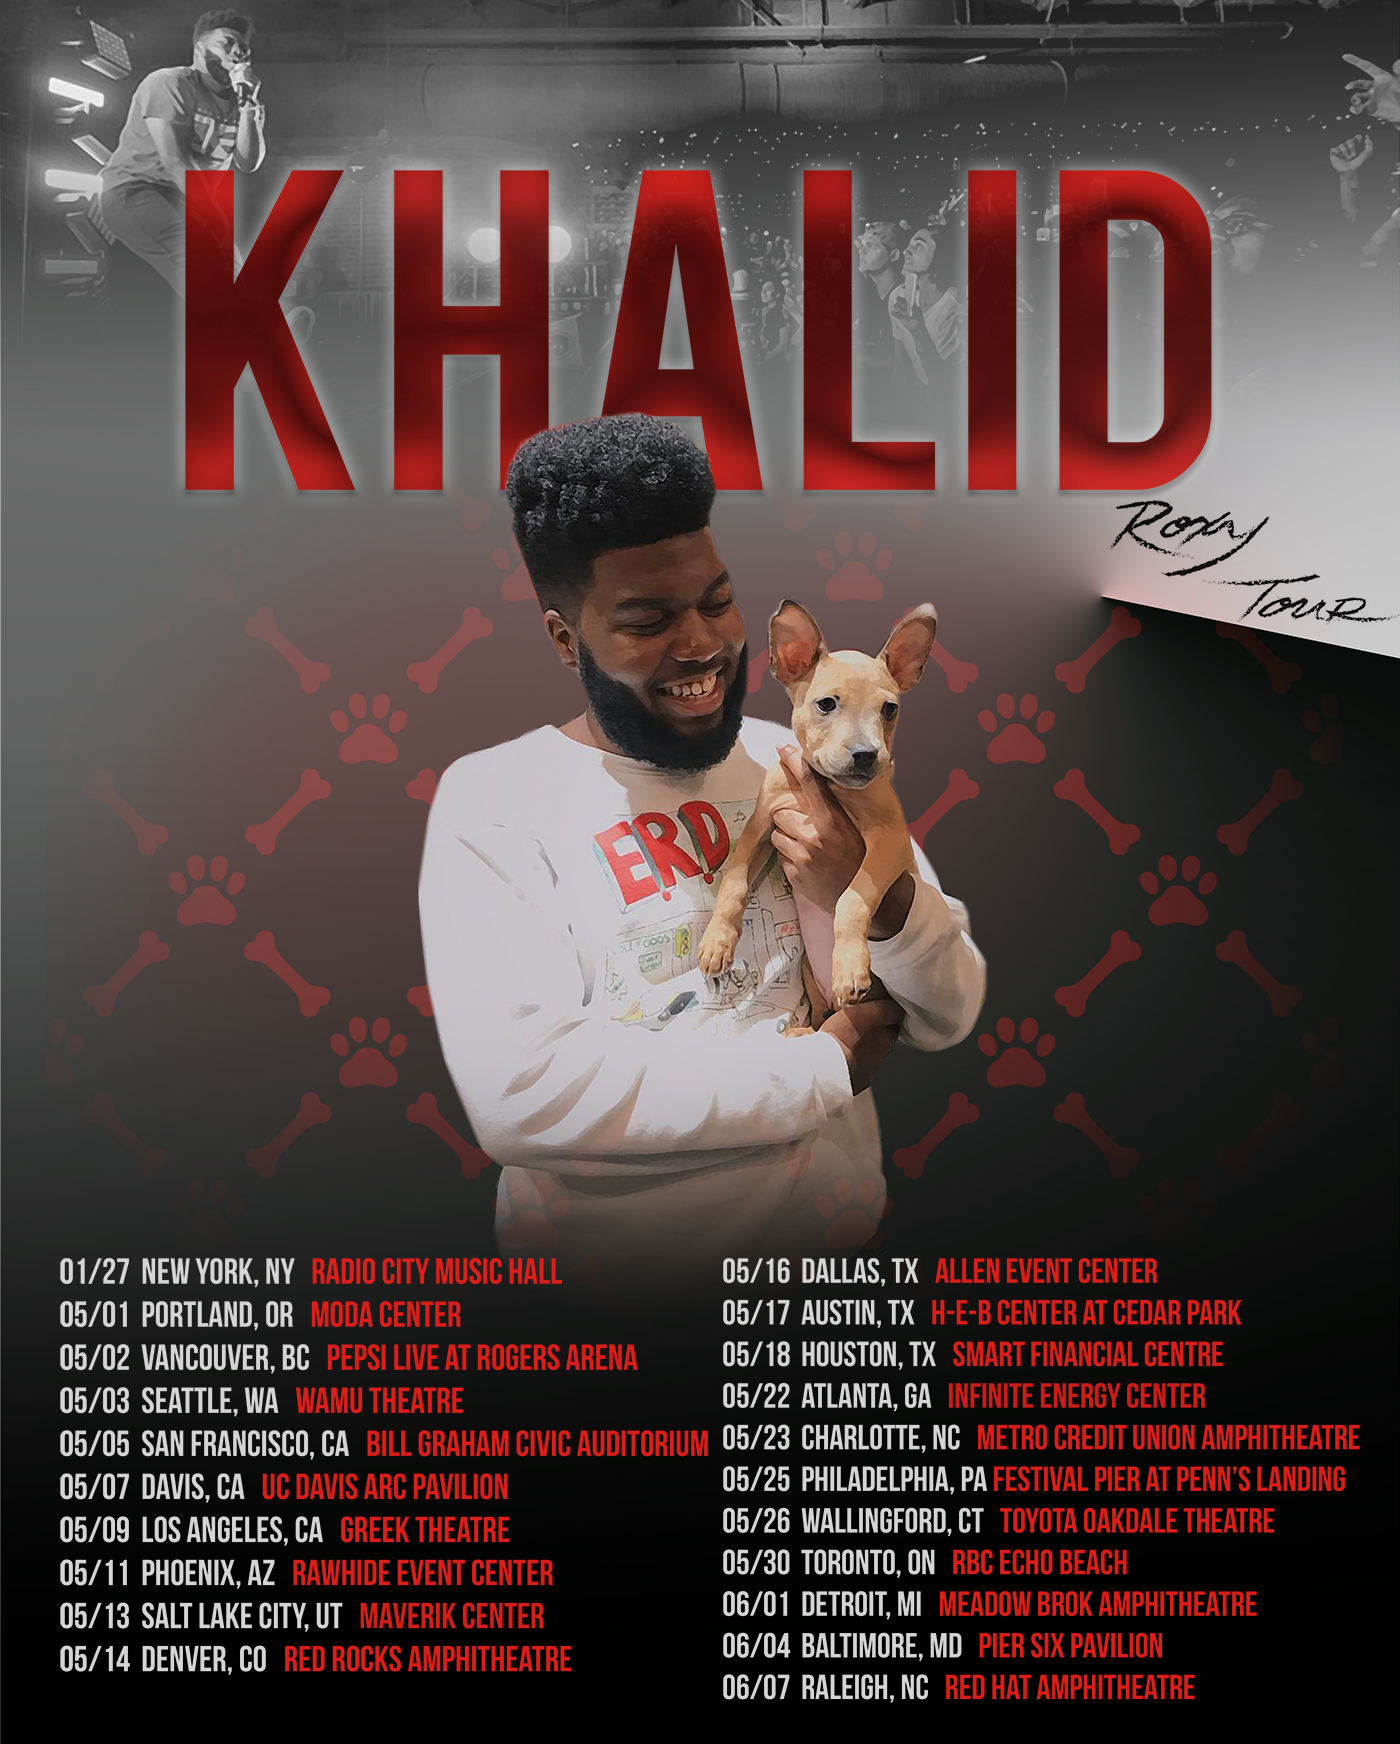 KHALID
Roxy
Tour
ERD
FOODS
01/27 NEW YORK, NY RADIO CITY MUSIC HALL
05/01 PORTLAND, OR MODA CENTER
05/02 VANCOUVER, BC PEPSI LIVE AT ROGERS ARENA
05/03 SEATTLE, WA WAMU THEATRE
05/05 SAN FRANCISCO, CA BILL GRAHAM CIVIC AUDITORIUM
05/07 DAVIS, CA UC DAVIS ARC PAVILION
05/09 LOS ANGELES, CA GREEK THEATRE
05/11 PHOENIX, AZ RAWHIDE EVENT CENTER
05/13 SALT LAKE CITY, UT MAVERIK CENTER
05/14 DENVER, CO RED ROCKS AMPHITHEATRE
05/16 DALLAS, TX ALLEN EVENT CENTER
05/17 AUSTIN, TX H-E-B CENTER AT CEDAR PARK
05/18 HOUSTON, TX SMART FINANCIAL CENTRE
05/22 ATLANTA, GA INFINITE ENERGY CENTER
05/23 CHARLOTTE, NC METRO CREDIT UNION AMPHITHEATRE
05/25 PHILADELPHIA, PA FESTIVAL PIER AT PENN'S LANDING
05/26 WALLINGFORD, CT TOYOTA OAKDALE THEATRE
05/30 TORONTO, ON RBC ECHO BEACH
06/01 DETROIT, MI MEADOW BROK AMPHITHEATRE
06/04 BALTIMORE, MD PIER SIX PAVILION
06/07 RALEIGH, NC RED HAT AMPHITHEATRE